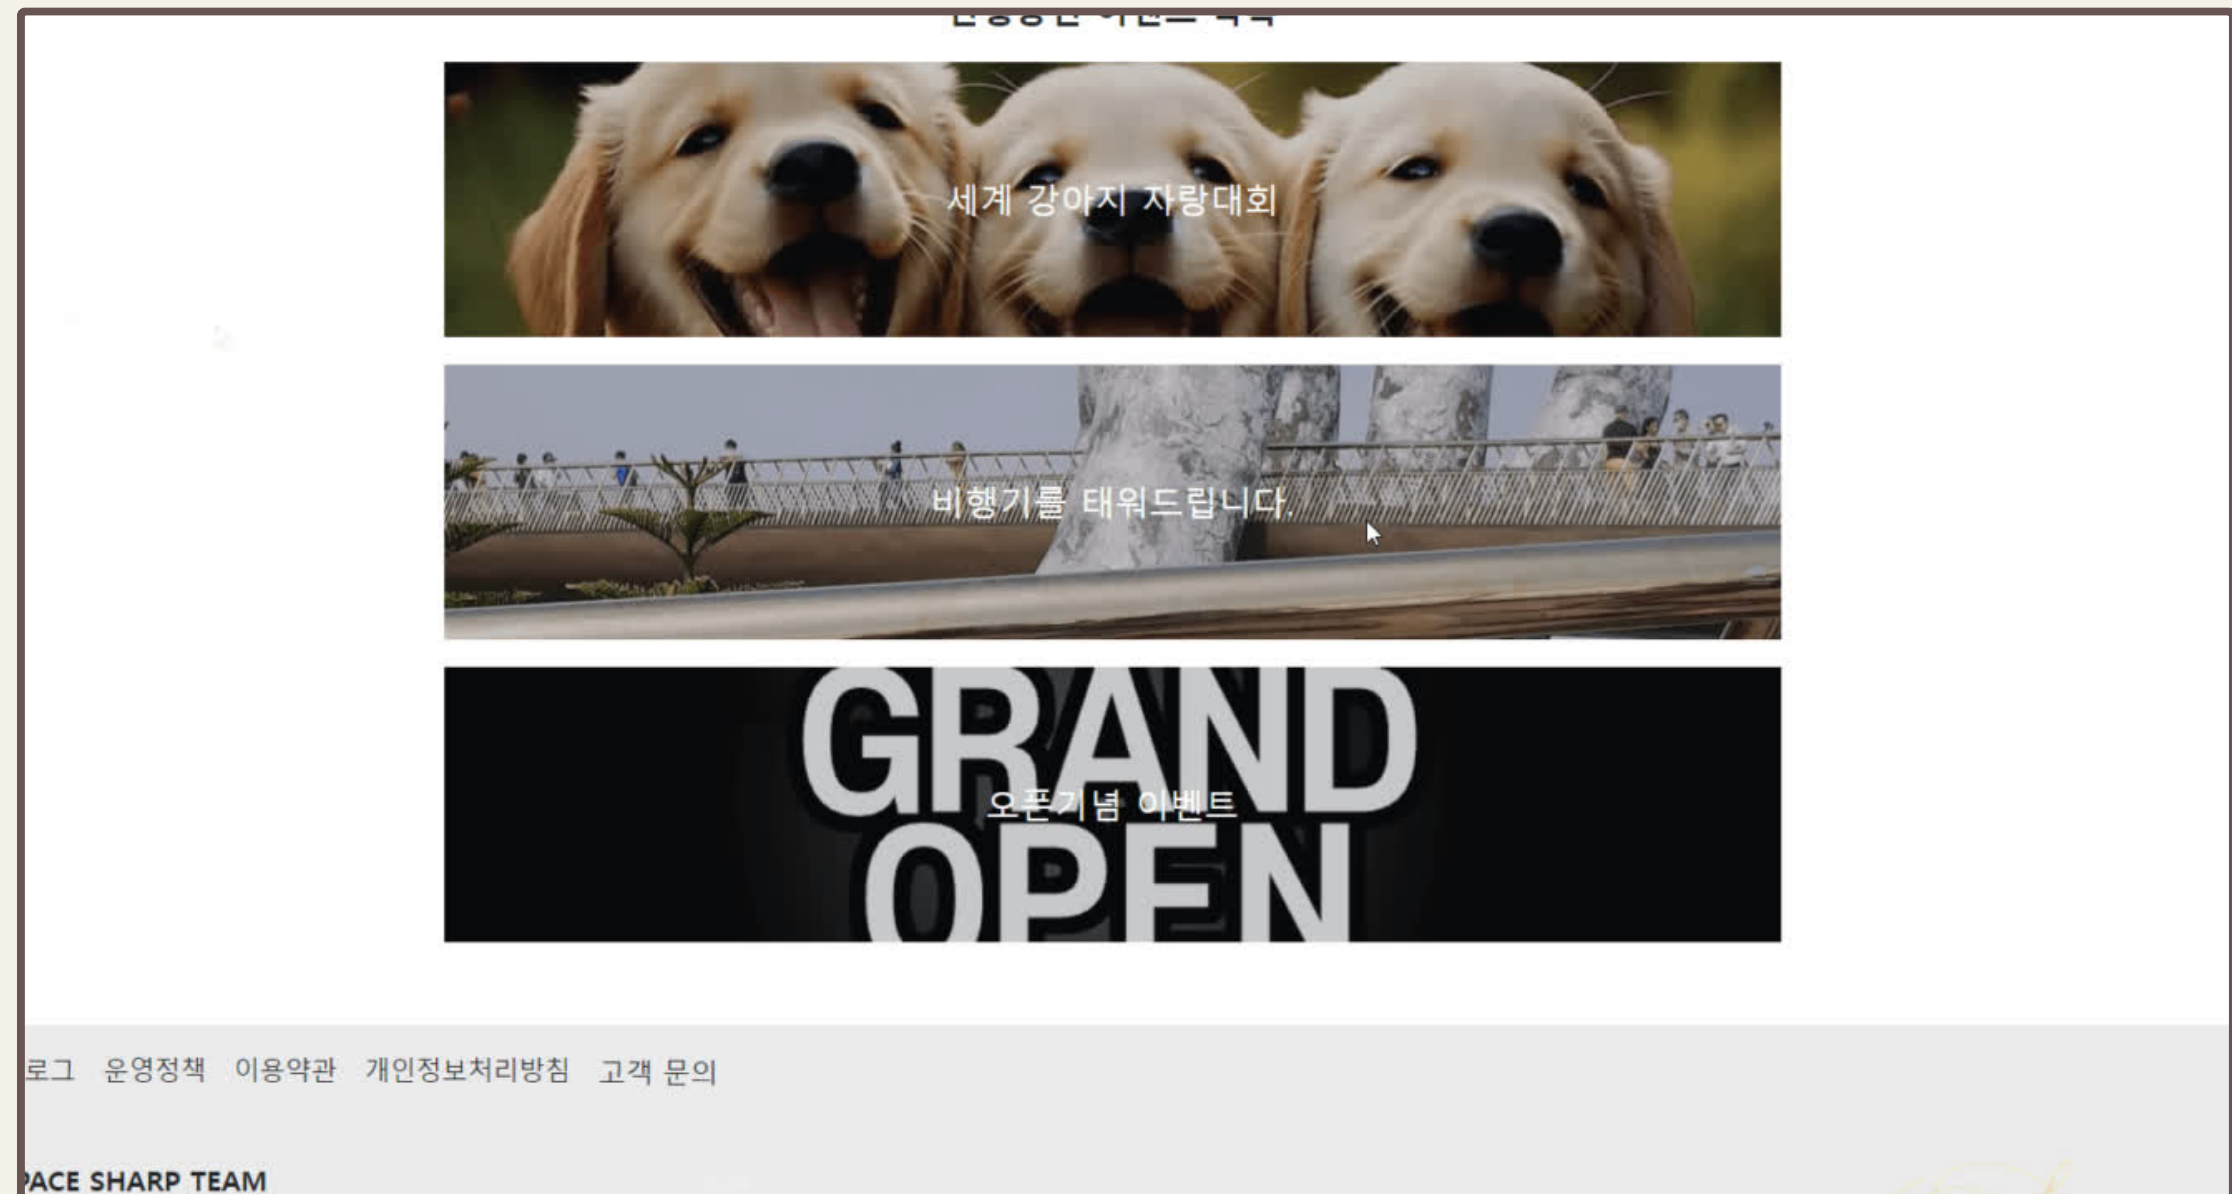 세계 강아지 자랑대회
비행기를 태워드립니다.
GRAND
오픈기념 이벤트
OPEN
로그 운영정책 이용약관 개인정보처리방침 고객 문의
PACE SHARP TEAM